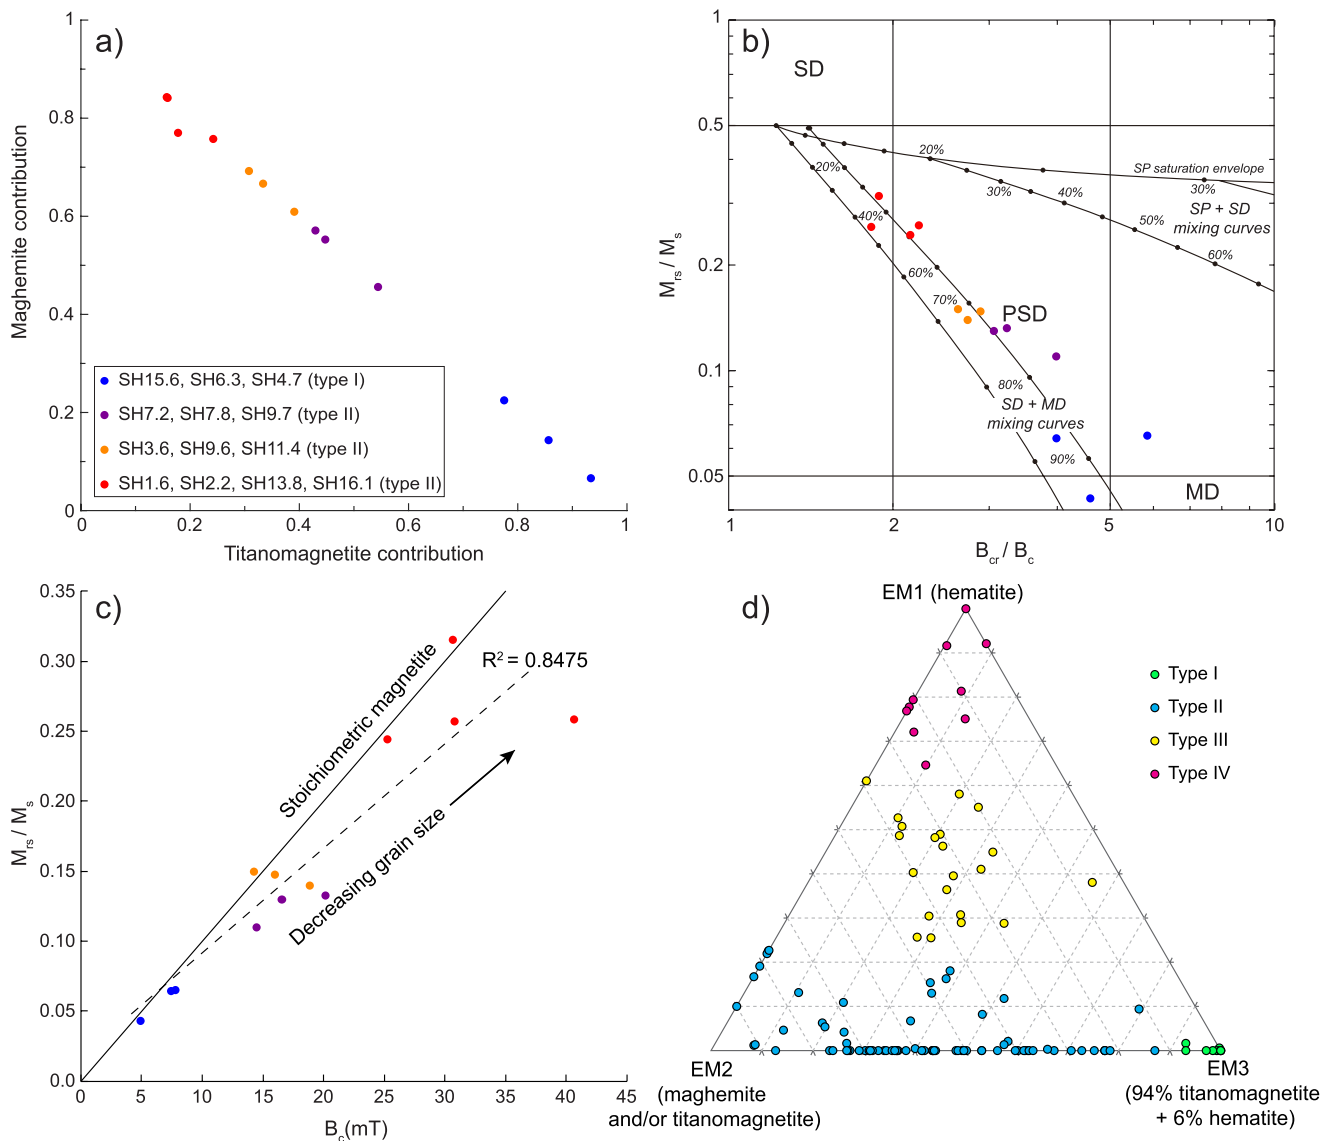 a)
1
0.8
0.6
0.4
0.2
0
Maghemite contribution
SH15.6, SH6.3, SH4.7 (type I)
SH7.2, SH7.8, SH9.7 (type II)
SH3.6, SH9.6, SH11.4 (type II)
SH1.6, SH2.2, SH13.8, SH16.1 (type II)
0 0.2 0.4 0.6 0.8 1
Titanomagnetite contribution
b)
1
0.5
0.2
0.1
0.05
Mrs / Ms
SD
20%
SP saturation envelope
20%
30%
40%
30%
SP + SD
mixing curves
40%
50%
60%
60%
70%
PSD
80%
SD + MD
mixing curves
90%
MD
1 2 5 10
Bcr / Bc
c)
0.35
0.30
0.25
0.20
0.15
0.10
0.05
0.0
Mrs / Ms
Stoichiometric magnetite
R2 = 0.8475
Decreasing grain size
0 5 10 15 20 25 30 35 40 45
Bc(mT)
d)
EM1 (hematite)
Type I
Type II
Type III
Type IV
EM2
(maghemite
and/or titanomagnetite)
EM3
(94% titanomagnetite
+ 6% hematite)